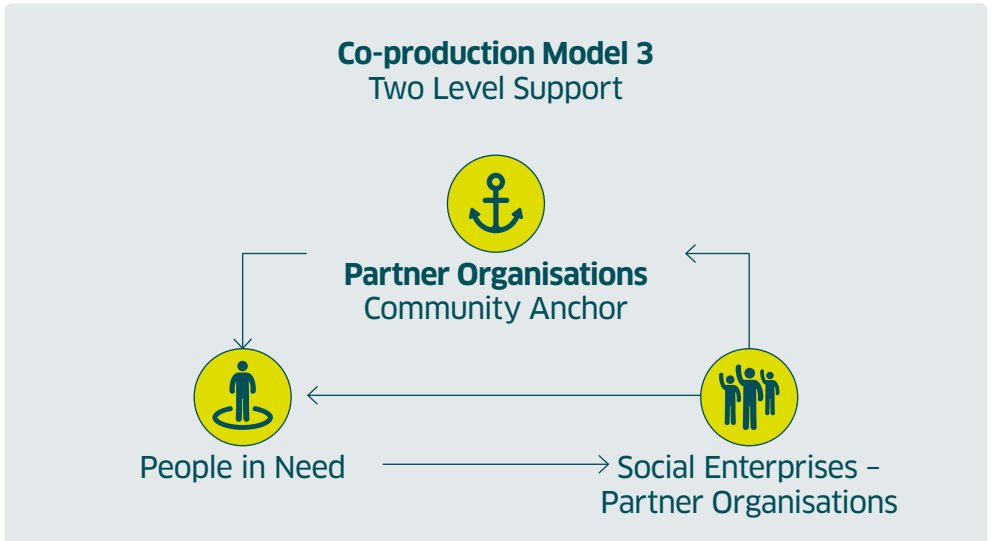 Co-production Model 3
Two Level Support
Partner Organisations
Community Anchor
People in Need
Social Enterprises –
Partner Organisations